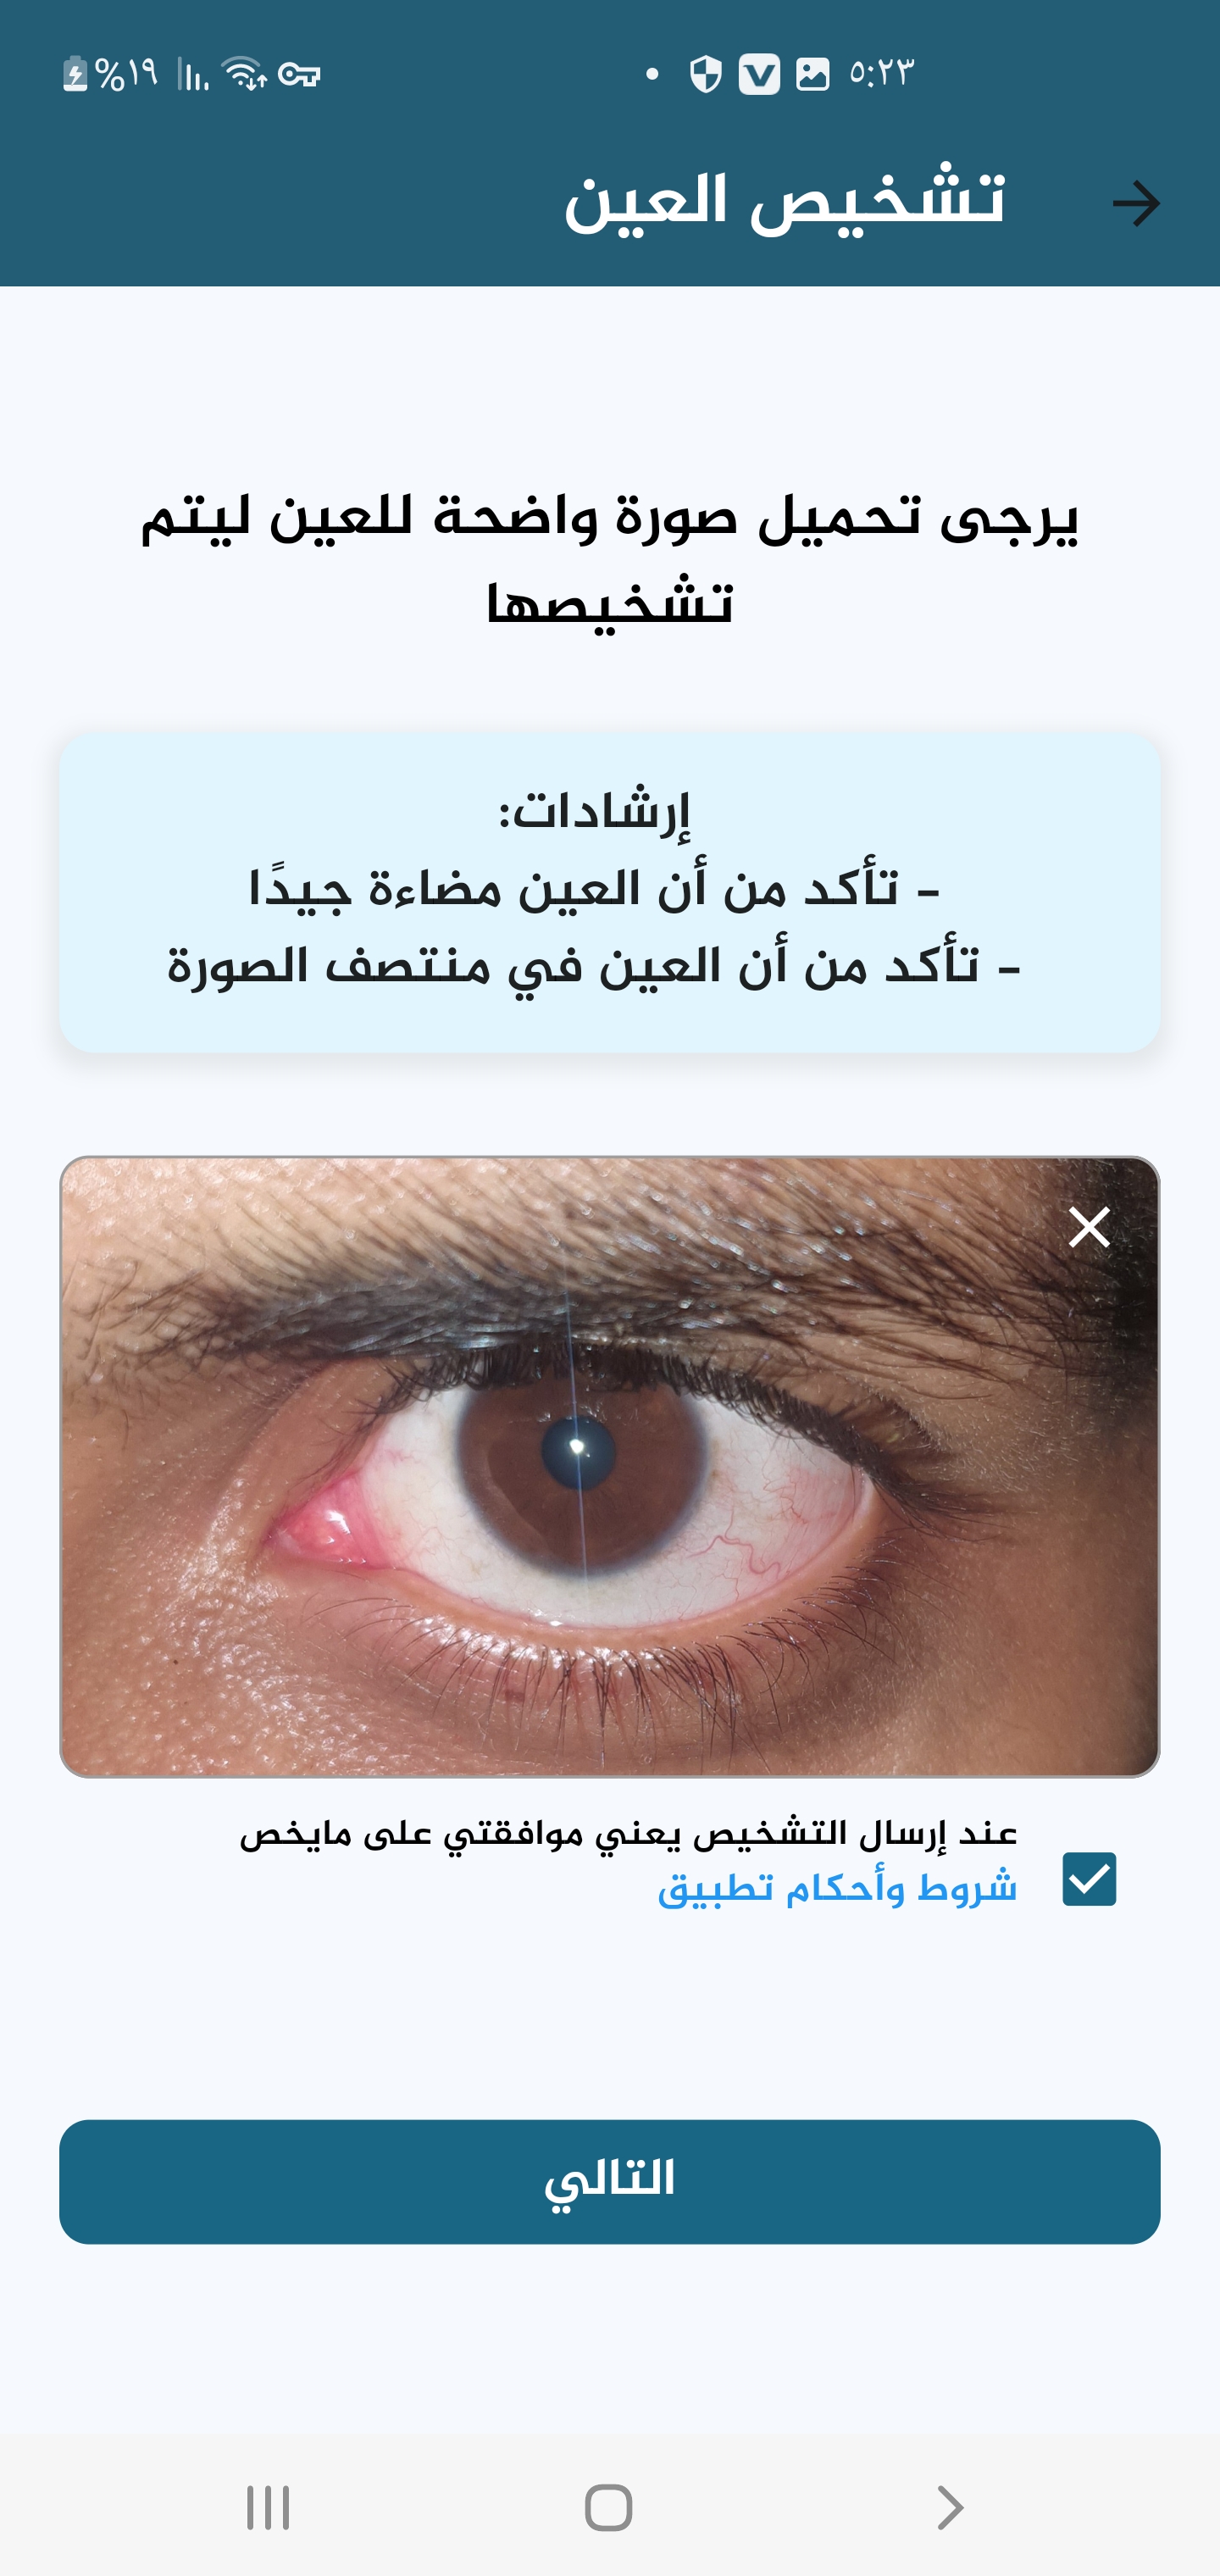 ٥:٢٣
%١٩
تشخيص العين
يرجى تحميل صورة واضحة للعين ليتم
تشخيصها
إرشادات:
- تأكد من أن العين مضاءة جيدًا
- تأكد من أن العين في منتصف الصورة
عند إرسال التشخيص يعني موافقتي على مايخص
شروط وأحكام تطبيق
التالي